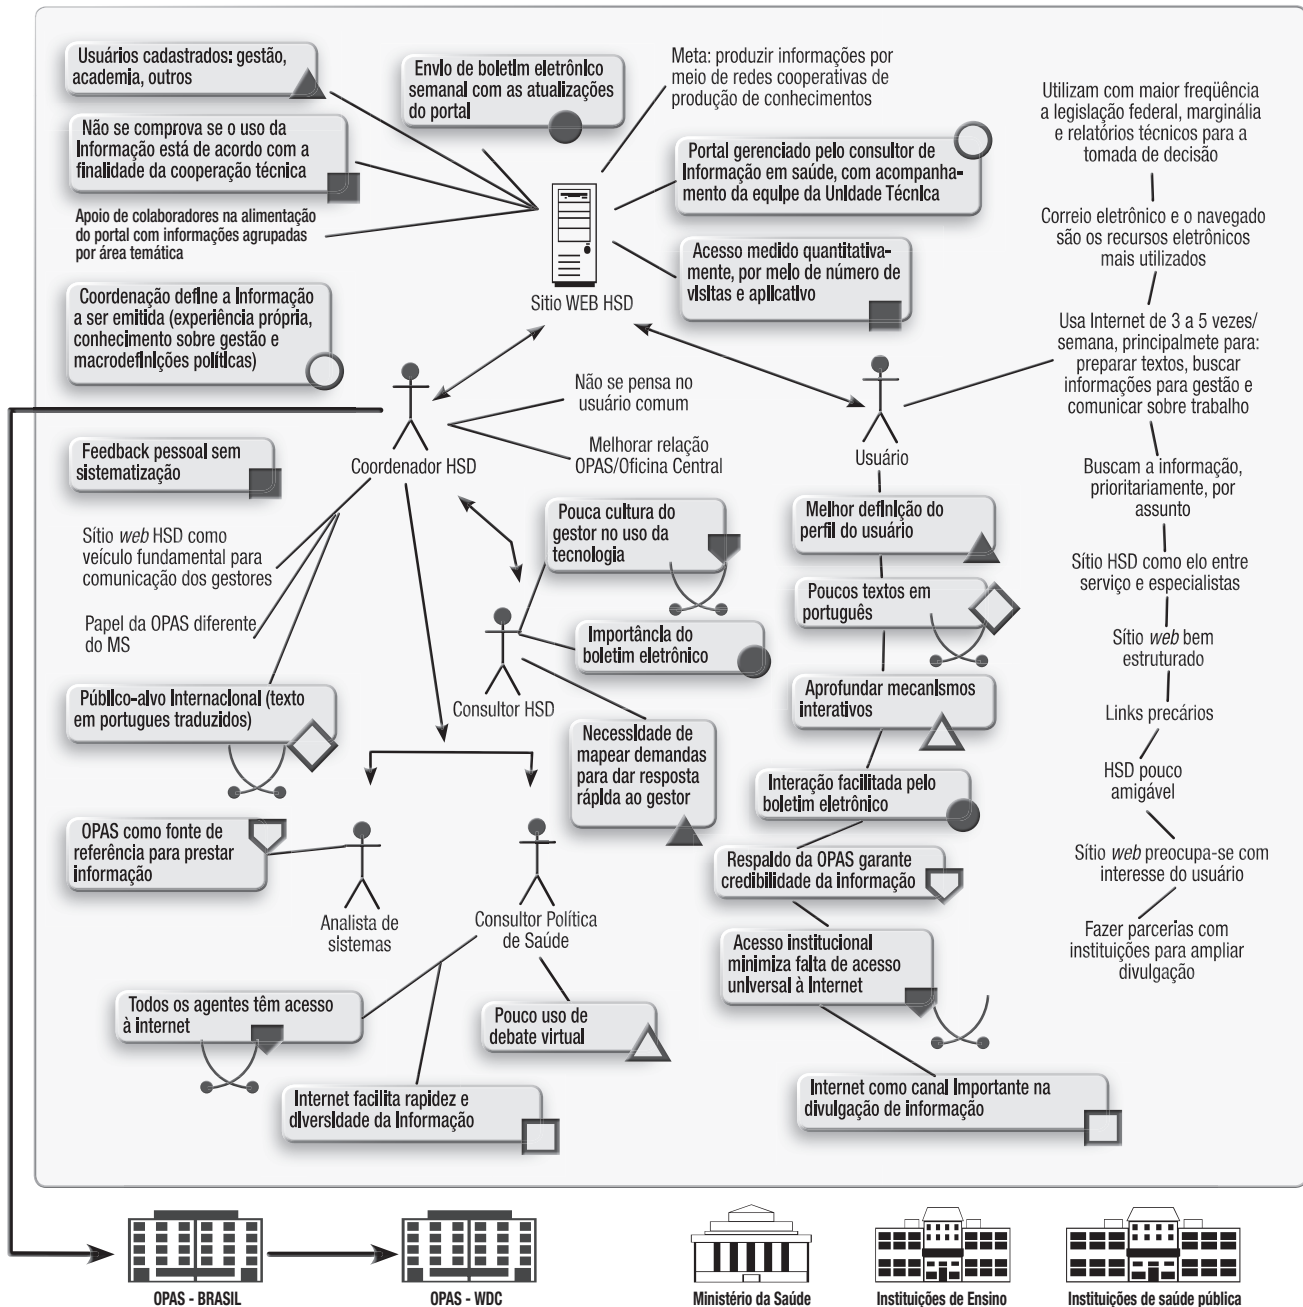 Usuários cadastrados: gestão,
academia, outros
Envio de boletim eletrônico
semanal com as atualizações
do portal
Meta: produzir informações por
meio de redes cooperativas de
produção de conhecimentos
Não se comprova se o uso da
Informação está de acordo com a
finalidade da cooperação técnica
Portal gerenciado pelo consultor de
Informação em saúde, com acompanha-
mento da equipe da Unidade Técnica
Apoio de colaboradores na alimentação
do portal com informações agrupadas
por área temática
Acesso medido quantitativa-
mente, por meio de número de
visitas e aplicativo
Sitio WEB HSD
Coordenação define a Informação
a ser emitida (experiência própria,
conhecimento sobre gestão e
macrodefinições políticas)
Não se pensa no
usuário comum
Melhorar relação
OPAS/Oficina Central
Coordenador HSD
Usuário
Feedback pessoal sem
sistematização
Sítio web HSD como
veículo fundamental para
comunicação dos gestores
Papel da OPAS diferente
do MS
Público-alvo Internacional (texto
em portugues traduzidos)
Pouca cultura do
gestor no uso da
tecnologia
Importância do
boletim eletrônico
Consultor HSD
Necessidade de
mapear demandas
para dar resposta
rápida ao gestor
OPAS como fonte de
referência para prestar
informação
Analista de
sistemas
Consultor Política
de Saúde
Todos os agentes têm acesso
à internet
Pouco uso de
debate virtual
Internet facilita rapidez e
diversidade da Informação
Melhor definição do
perfil do usuário
Poucos textos em
português
Aprofundar mecanismos
interativos
Interação facilitada pelo
boletim eletrônico
Respaldo da OPAS garante
credibilidade da informação
Acesso institucional
minimiza falta de acesso
universal à Internet
Internet como canal Importante na
divulgação de informação
Utilizam com maior freqüência
a legislação federal, marginália
e relatórios técnicos para a
tomada de decisão
Correio eletrônico e o navegado
são os recursos eletrônicos
mais utilizados
Usa Internet de 3 a 5 vezes/
semana, principalmete para:
preparar textos, buscar
informações para gestão e
comunicar sobre trabalho
Buscam a informação,
prioritariamente, por
assunto
Sítio HSD como elo entre
serviço e especialistas
Sítio web bem
estruturado
Links precários
HSD pouco
amigável
Sítio web preocupa-se com
interesse do usuário
Fazer parcerias com
instituições para ampliar
divulgação
OPAS - BRASIL
OPAS - WDC
Ministério da Saúde
Instituições de Ensino
Instituições de saúde pública